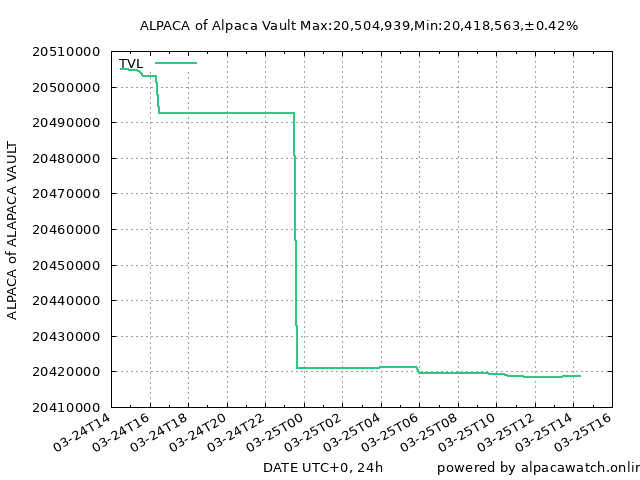 ALPACA of Alpaca Vault Max:20,504,939,Min:20,418,563,±0.42%
TVL
20510000
20500000
20490000
20480000
20470000
20460000
20450000
20440000
20430000
20420000
20410000
ALPACA of ALAPACA VAULT
03-24T14
03-24T16
03-24T18
03-24T20
03-24T22
03-25T00
03-25T02
03-25T04
03-25T06
03-25T08
03-25T10
03-25T12
03-25T14
03-25T16
DATE UTC+0, 24h
powered by alpacawatch.onlin